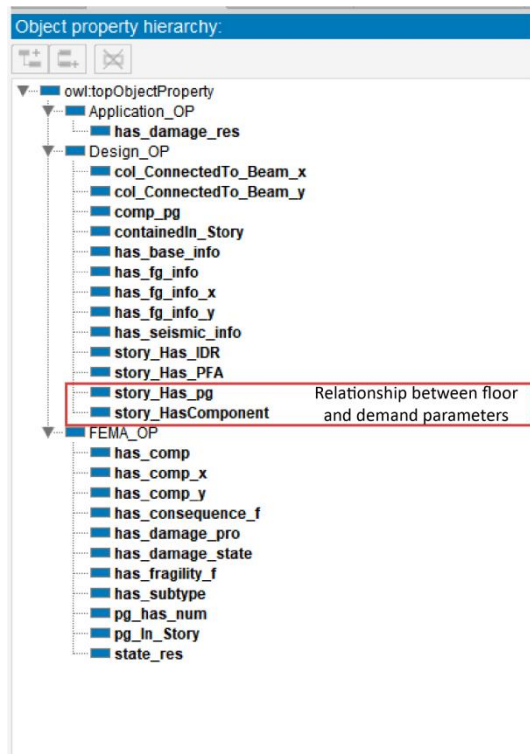 Object property hierarchy:
owl:topObjectProperty
Application_OP
has_damage_res
Design_OP
col_ConnectedTo_Beam_x
col_ConnectedTo_Beam_y
comp_pg
containedIn_Story
has_base_info
has_fg_info
has_fg_info_x
has_fg_info_y
has_seismic_info
story_Has_IDR
story_Has_PFA
story_Has_pg
story_HasComponent
Relationship between floor
and demand parameters
FEMA_OP
has_comp
has_comp_x
has_comp_y
has_consequence_f
has_damage_pro
has_damage_state
has_fragility_f
has_subtype
pg_has_num
pg_In_Story
state_res